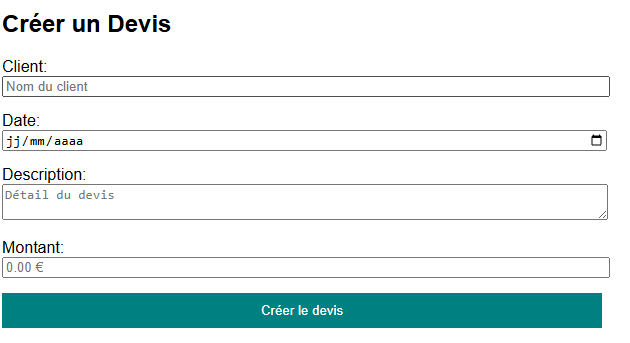 Créer un Devis
Client:
Nom du client
Date:
jj/mm/aaaa
Description:
Détail du devis
Montant:
0.00 €
Créer le devis